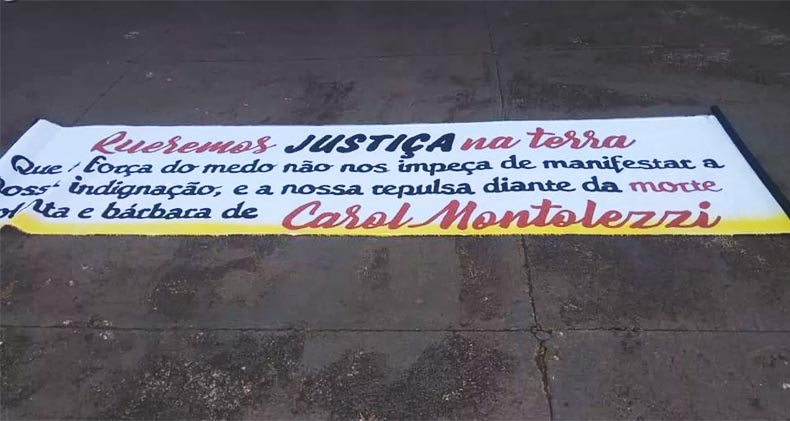 Queremos JUSTIÇA na terra
Que força do medo não nos impeça de manifestar a
indignação, e a nossa repulsa diante da morte
e bárbara de Carol Montolezzi